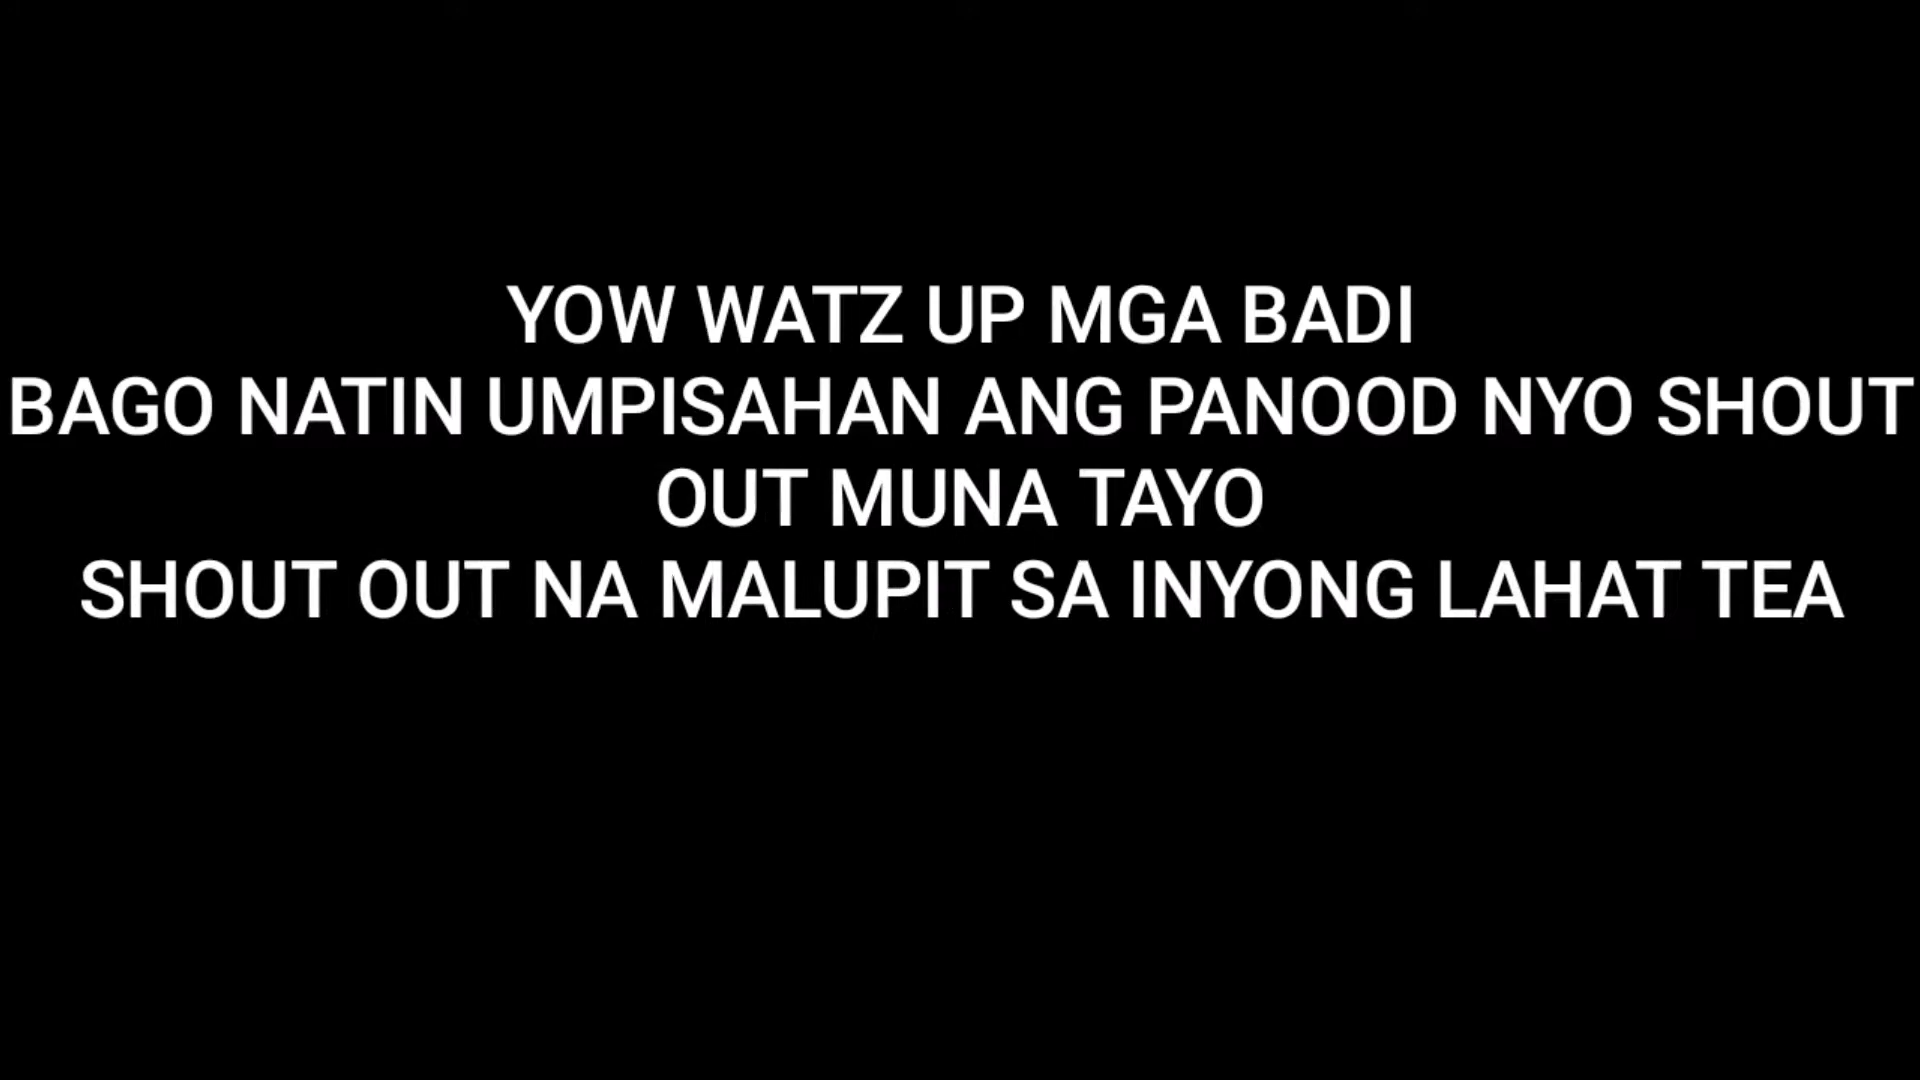 YOW WATZ UP MGA BADI
BAGO NATIN UMPISAHAN ANG PANOOD NYO SHOUT
OUT MUNA TAYO
SHOUT OUT NA MALUPIT SA INYONG LAHAT TEA